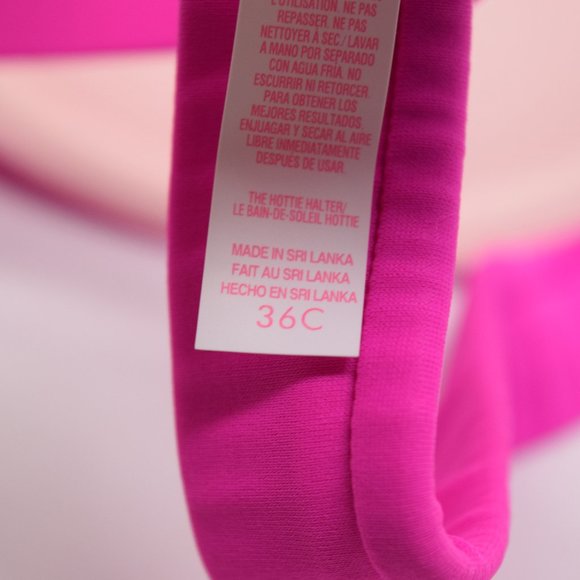 L'UTILISATION. NE PAS
REPASSER. NE PAS
NETTOYER À SEC./ LAVAR
A MANO POR SEPARADO
CON AGUA FRÍA. NO
ESCURRIR NI RETORCER.
PARA OBTENER LOS
MEJORES RESULTADOS
ENJUAGAR Y SECAR AL AIRE
LIBRE INMEDIATAMENTE
DESPUÉS DE USAR.
THE HOTTIE HALTER/
LE BAIN-DE-SOLEIL HOTTIE
MADE IN SRI LANKA
FAIT AU SRI LANKA
HECHO EN SRI LANKA
36C